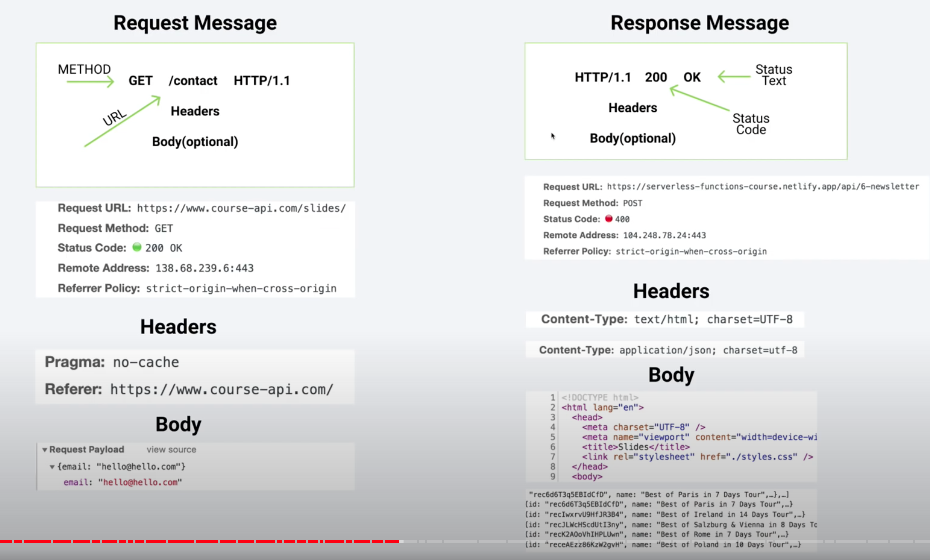 Request Message
METHOD
GET /contact HTTP/1.1
URL
Headers
Body(optional)
Request URL: https://www.course-api.com/slides/
Request Method: GET
Status Code: 200 OK
Remote Address: 138.68.239.6:443
Referrer Policy: strict-origin-when-cross-origin
Headers
Pragma: no-cache
Referer: https://www.course-api.com/
Body
Request Payload view source
{email: "hello@hello.com"}
email: "hello@hello.com"
Response Message
HTTP/1.1 200 OK
Status
Text
Headers
Status
Code
Body(optional)
Request URL: https://serverless-functions-course.netlify.app/api/6-newsletter
Request Method: POST
Status Code: 400
Remote Address: 104.248.78.24:443
Referrer Policy: strict-origin-when-cross-origin
Headers
Content-Type: text/html; charset=UTF-8
Content-Type: application/json; charset=utf-8
Body
1 <!DOCTYPE html>
2 <html lang="en">
3 <head>
4 <meta charset="UTF-8" />
5 <meta name="viewport" content="width=device-wi
6 <title>Slides</title>
7 <link rel="stylesheet" href="./styles.css" />
8 </head>
9 <body>
"rec6d6T3q5EBIdCfD", name: "Best of Paris in 7 Days Tour",…},…]
{id: "rec6d6T3q5EBIdCfD", name: "Best of Paris in 7 Days Tour",…}
{id: "recIwxrvU9HfJR3B4", name: "Best of Ireland in 14 Days Tour",…}
{id: "recJLWcH5cdUtI3ny", name: "Best of Salzburg & Vienna in 8 Days To
{id: "recK2AOoVhIHPLUwn", name: "Best of Rome in 7 Days Tour",…}
{id: "receAEzz86KzW2gvH", name: "Best of Poland in 10 Days Tour",…}